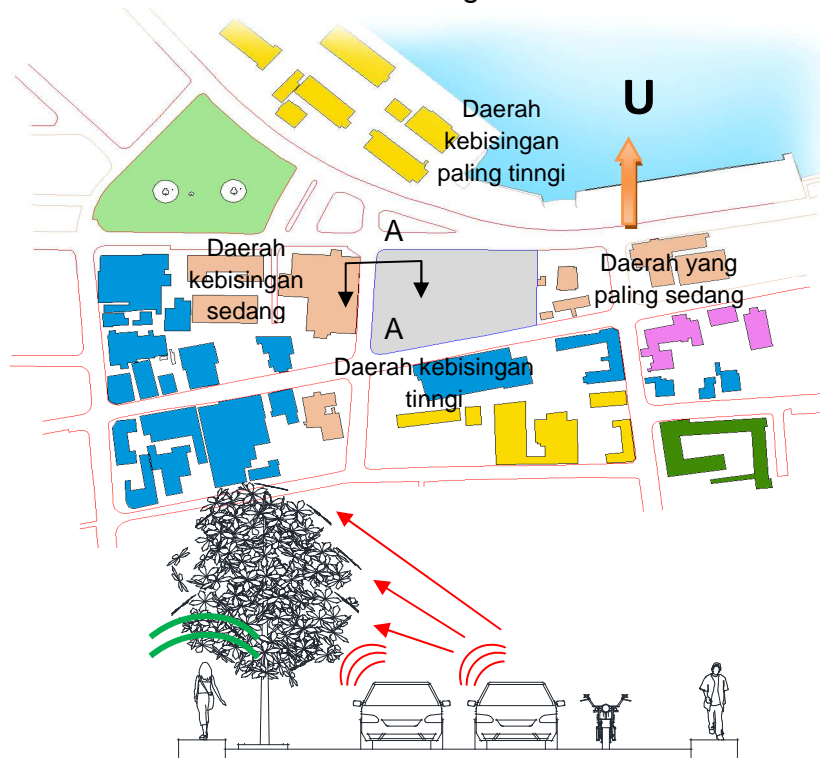 U
Daerah
kebisingan
paling tinngi
A
Daerah
kebisingan
sedang
Daerah yang
paling sedang
A
Daerah kebisingan
tinngi